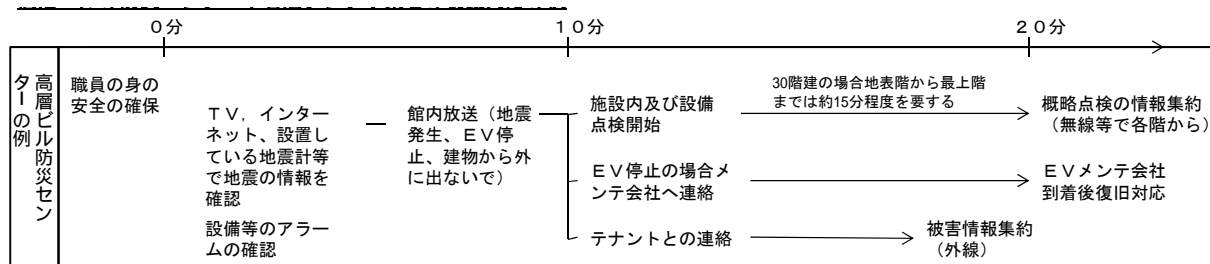 0分
10分
20分
高層ビル防災セン
ターの例
職員の身の
安全の確保
TV,インター
ネット、設置し
ている地震計等
で地震の情報を
確認
設備等のアラー
ムの確認
館内放送(地震
発生、EV停
止、建物から外
に出ないで)
施設内及び設備
点検開始
30階建の場合地表階から最上階
までは約15分程度を要する
概略点検の情報集約
(無線等で各階から)
EV停止の場合メ
ンテ会社へ連絡
EVメンテ会社
到着後復旧対応
テナントとの連絡
被害情報集約
(外線)